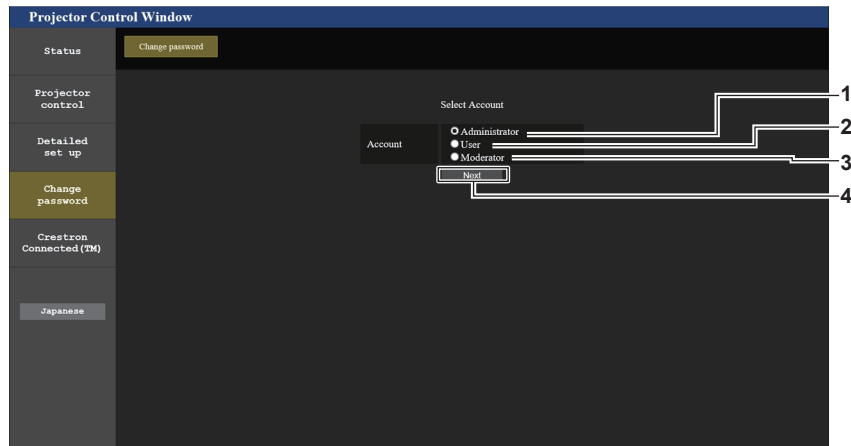 Projector Control Window
Status
Change password
Projector
control
Detailed
set up
Change
password
Crestron
Connected(TM)
Japanese
Select Account
Account
Administrator
User
Moderator
Next
1
2
3
4